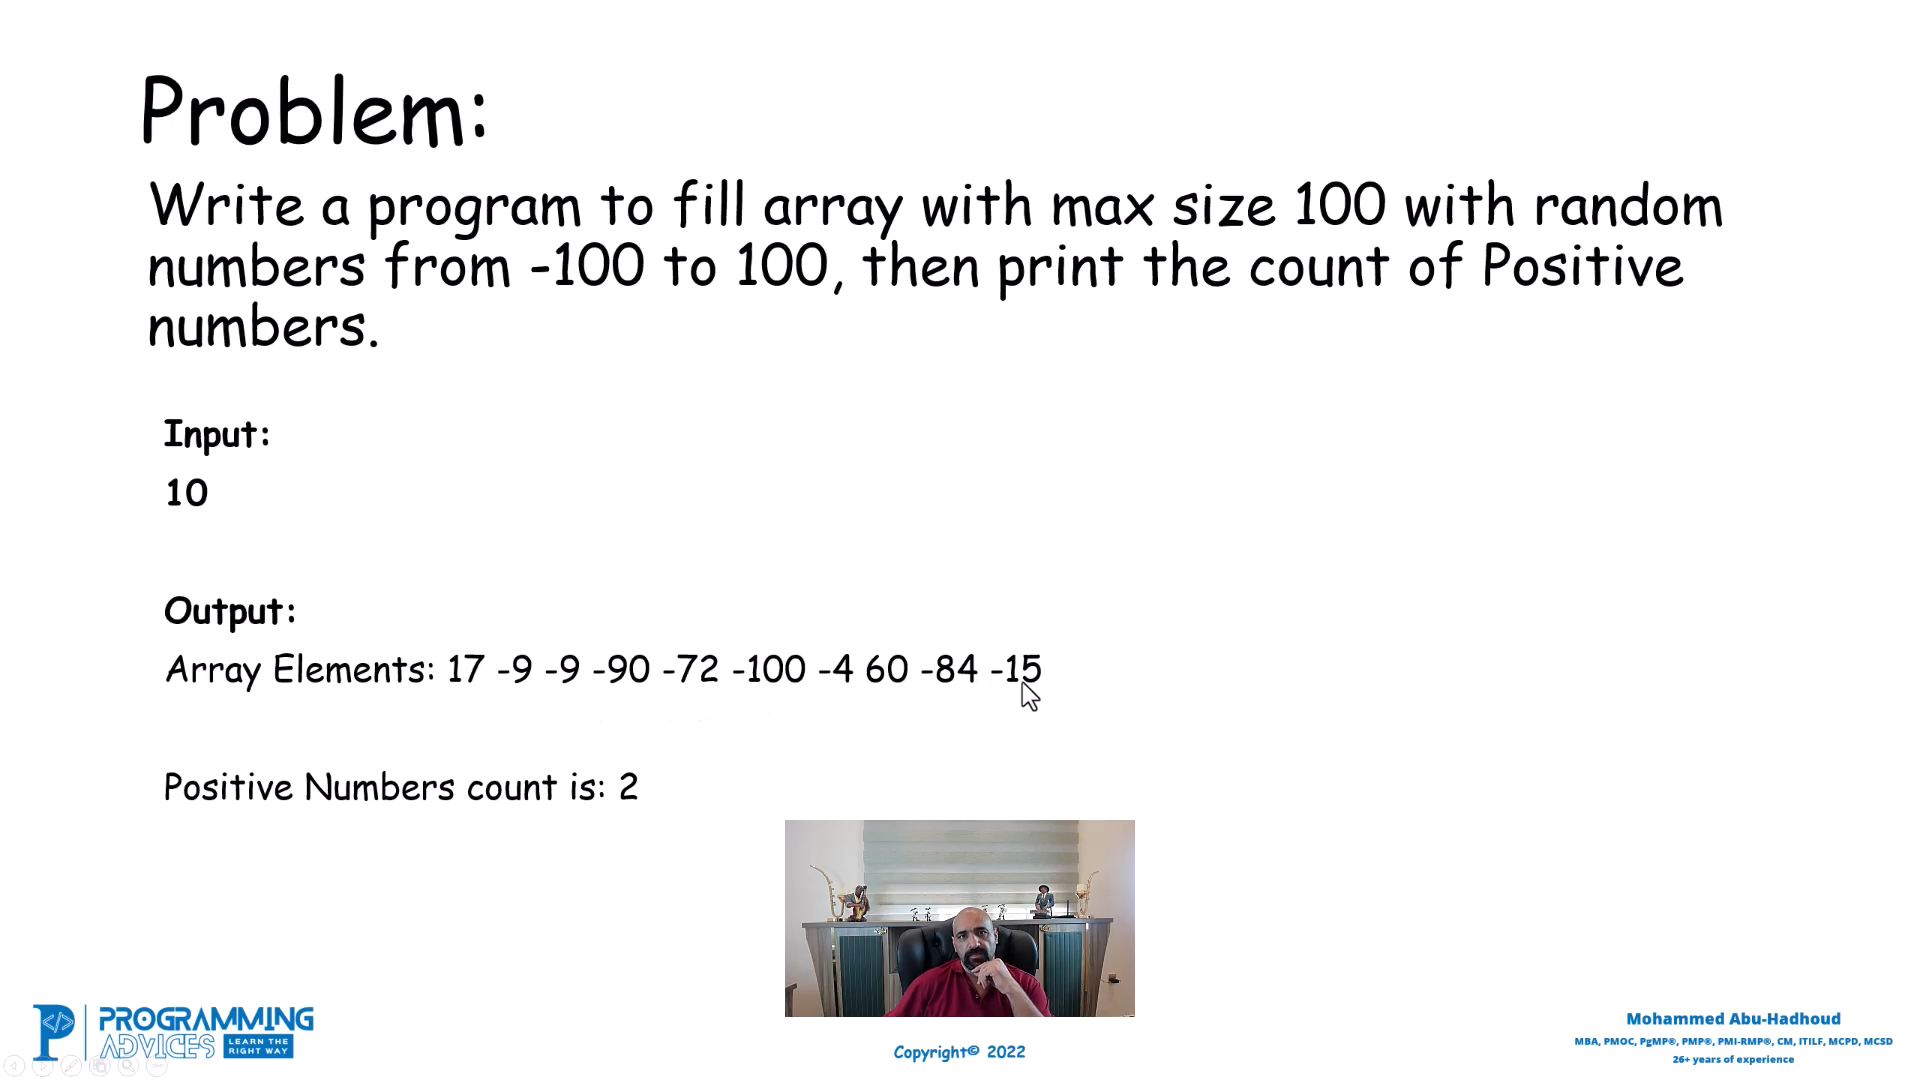 Problem:
Write a program to fill array with max size 100 with random
numbers from -100 to 100, then print the count of Positive
numbers.
Input:
10
Output:
Array Elements: 17 -9 -9 -90 -72 -100 -4 60 -84 -15
Positive Numbers count is: 2
P </>
PROGRAMMING
ADVICES
LEARN THE
RIGHT WAY
Copyright© 2022
Mohammed Abu-Hadhoud
MBA, PMOC, PgMP®, PMP®, PMI-RMP®, CM, ITILF, MCPD, MCSD
26+ years of experience